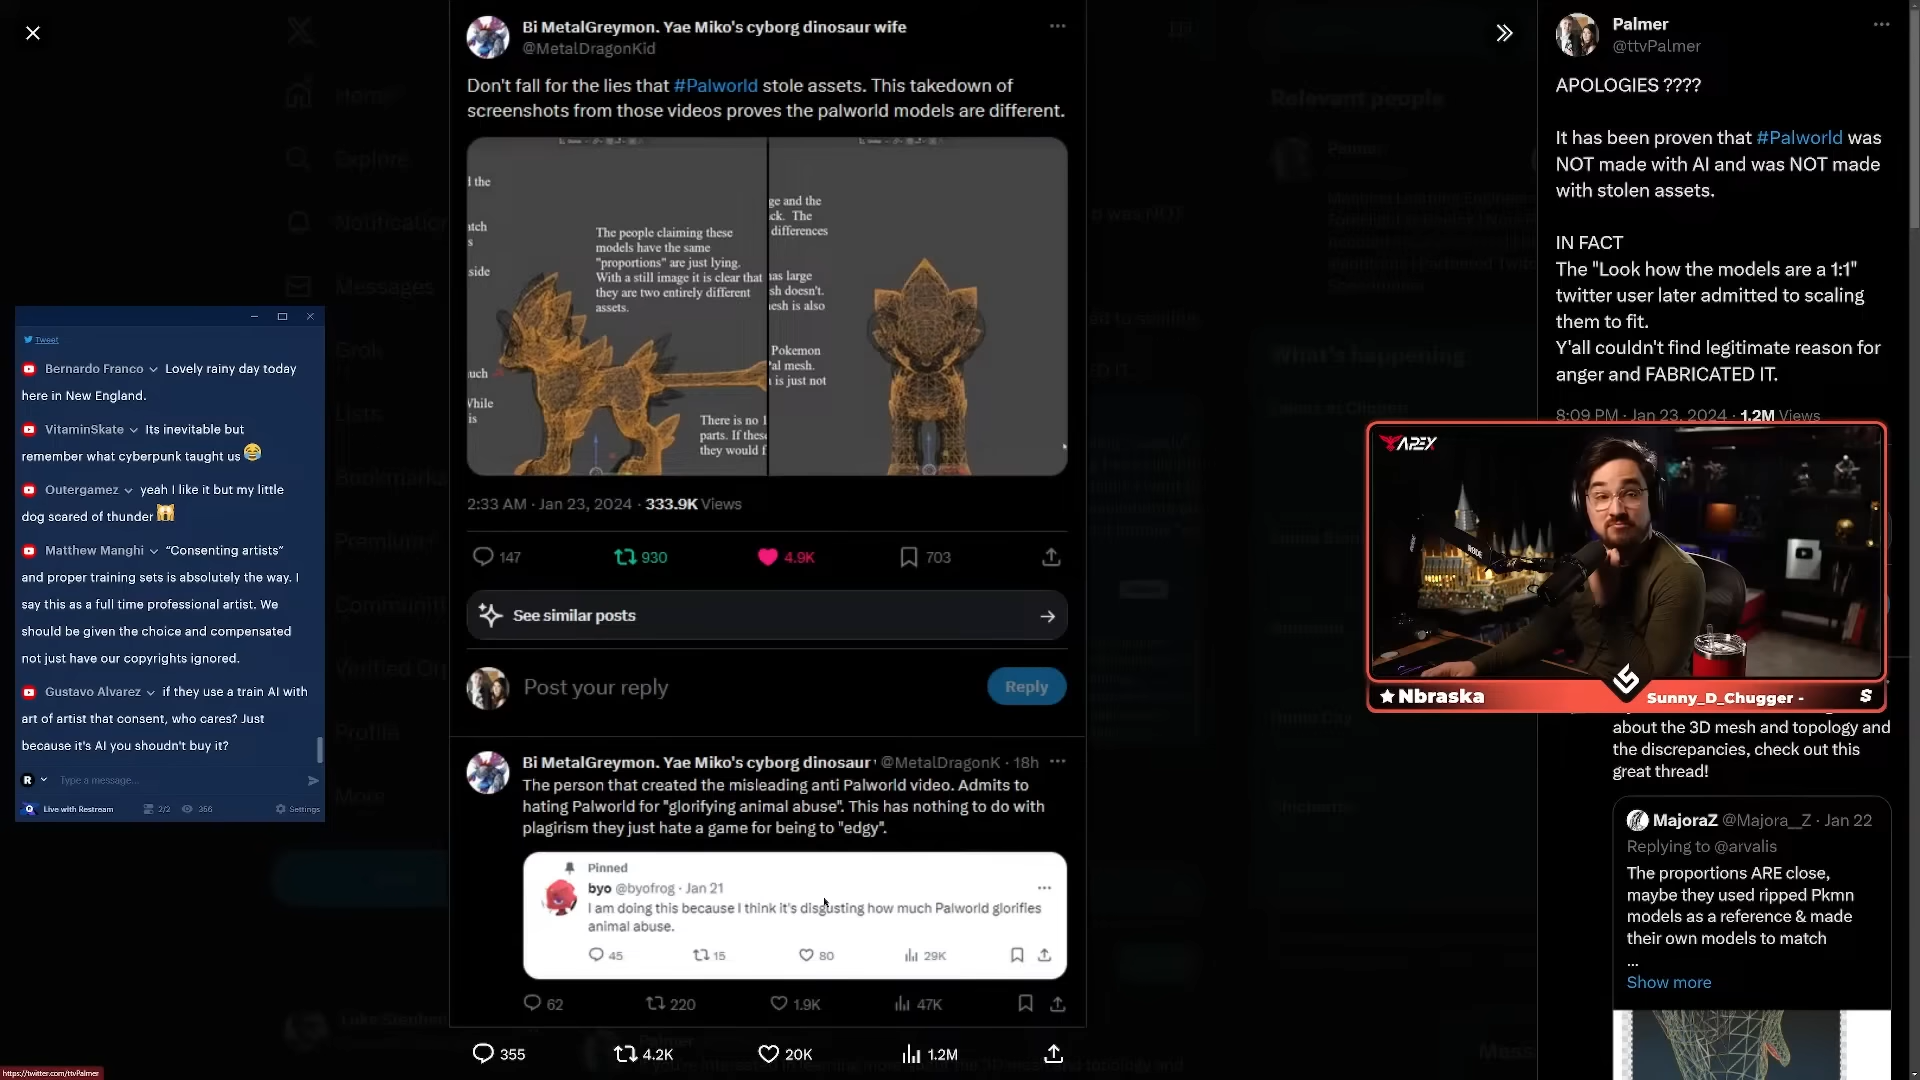 Bi MetalGreymon. Yae Miko's cyborg dinosaur wife
@MetalDragonKid
Don't fall for the lies that #Palworld stole assets. This takedown of
screenshots from those videos proves the palworld models are different.
l the
atch
s
side
uch
While
is
The people claiming these
models have the same
"proportions" are just lying.
With a still image it is clear that
they are two entirely different
assets.
There is no l
parts. If these
they would f
ge and the
ck. The
differences
has large
sh doesn't.
nesh is also
Pokemon
Pal mesh.
n is just not
2:33 AM · Jan 23, 2024 · 333.9K Views
147
930
4.9K
703
See similar posts
Post your reply
Reply
Bi MetalGreymon. Yae Miko's cyborg dinosaur @MetalDragonK · 18h
The person that created the misleading anti Palworld video. Admits to
hating Palworld for "glorifying animal abuse". This has nothing to do with
plagirism they just hate a game for being to "edgy".
Pinned
byo @byofrog · Jan 21
I am doing this because I think it's disgusting how much Palworld glorifies
animal abuse.
45
15
80
29K
62
220
1.9K
47K
355
4.2K
20K
1.2M
Palmer
@ttvPalmer
APOLOGIES ????
It has been proven that #Palworld was
NOT made with AI and was NOT made
with stolen assets.
IN FACT
The "Look how the models are a 1:1"
twitter user later admitted to scaling
them to fit.
Y'all couldn't find legitimate reason for
anger and FABRICATED IT.
8:09 PM · Jan 23, 2024 · 1.2M Views
APEX
Nbraska
Sunny_D_Chugger -
about the 3D mesh and topology and
the discrepancies, check out this
great thread!
MajoraZ @Majora__Z · Jan 22
Replying to @arvalis
The proportions ARE close,
maybe they used ripped Pkmn
models as a reference & made
their own models to match
...
Show more
Tweet
Bernardo Franco Lovely rainy day today
here in New England.
VitaminSkate Its inevitable but
remember what cyberpunk taught us
Outergamez yeah I like it but my little
dog scared of thunder
Matthew Manghi "Consenting artists"
and proper training sets is absolutely the way. I
say this as a full time professional artist. We
should be given the choice and compensated
not just have our copyrights ignored.
Gustavo Alvarez if they use a train AI with
art of artist that consent, who cares? Just
because it's AI you shoudn't buy it?
R
Type a message...
Live with Restream
2/2
356
Settings
https://twitter.com/ttvPalmer
Home
Explore
Notification
Messages
Grok
Lists
Bookmarks
Premium
Profile
More
Relevant people
What's happening